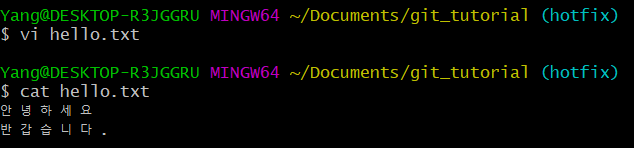 Yang@DESKTOP-R3JGGRU MINGW64 ~/Documents/git_tutorial (hotfix)
$ vi hello.txt
Yang@DESKTOP-R3JGGRU MINGW64 ~/Documents/git_tutorial (hotfix)
$ cat hello.txt
안녕하세요
반갑습니다.